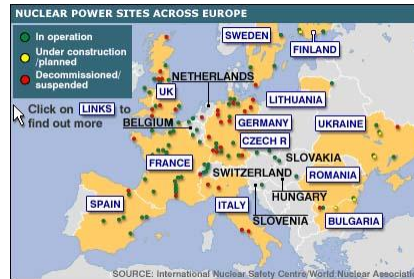 NUCLEAR POWER SITES ACROSS EUROPE
In operation
Under construction
/planned
Decommissioned/
suspended
Click on LINKS to
find out more
SWEDEN
FINLAND
NETHERLANDS
UK
LITHUANIA
BELGIUM
GERMANY
UKRAINE
CZECH R
FRANCE
SLOVAKIA
SWITZERLAND
ROMANIA
HUNGARY
SPAIN
ITALY
SLOVENIA
BULGARIA
SOURCE: International Nuclear Safety Centre/World Nuclear Associatio